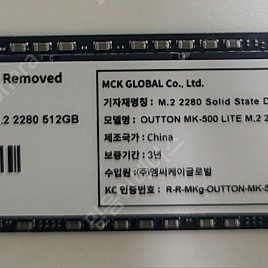 Removed
MCK GLOBAL Co., Ltd.
기자재명칭 : M.2 2280 Solid State D
.2 2280 512GB
모델명 : OUTTON MK-500 LITE M.2 2
제조국가 : China
보증기간 : 3년
수입원 : (주)엠씨케이글로벌
KC 인증번호 : R-R-MKg-OUTTON-MK-5